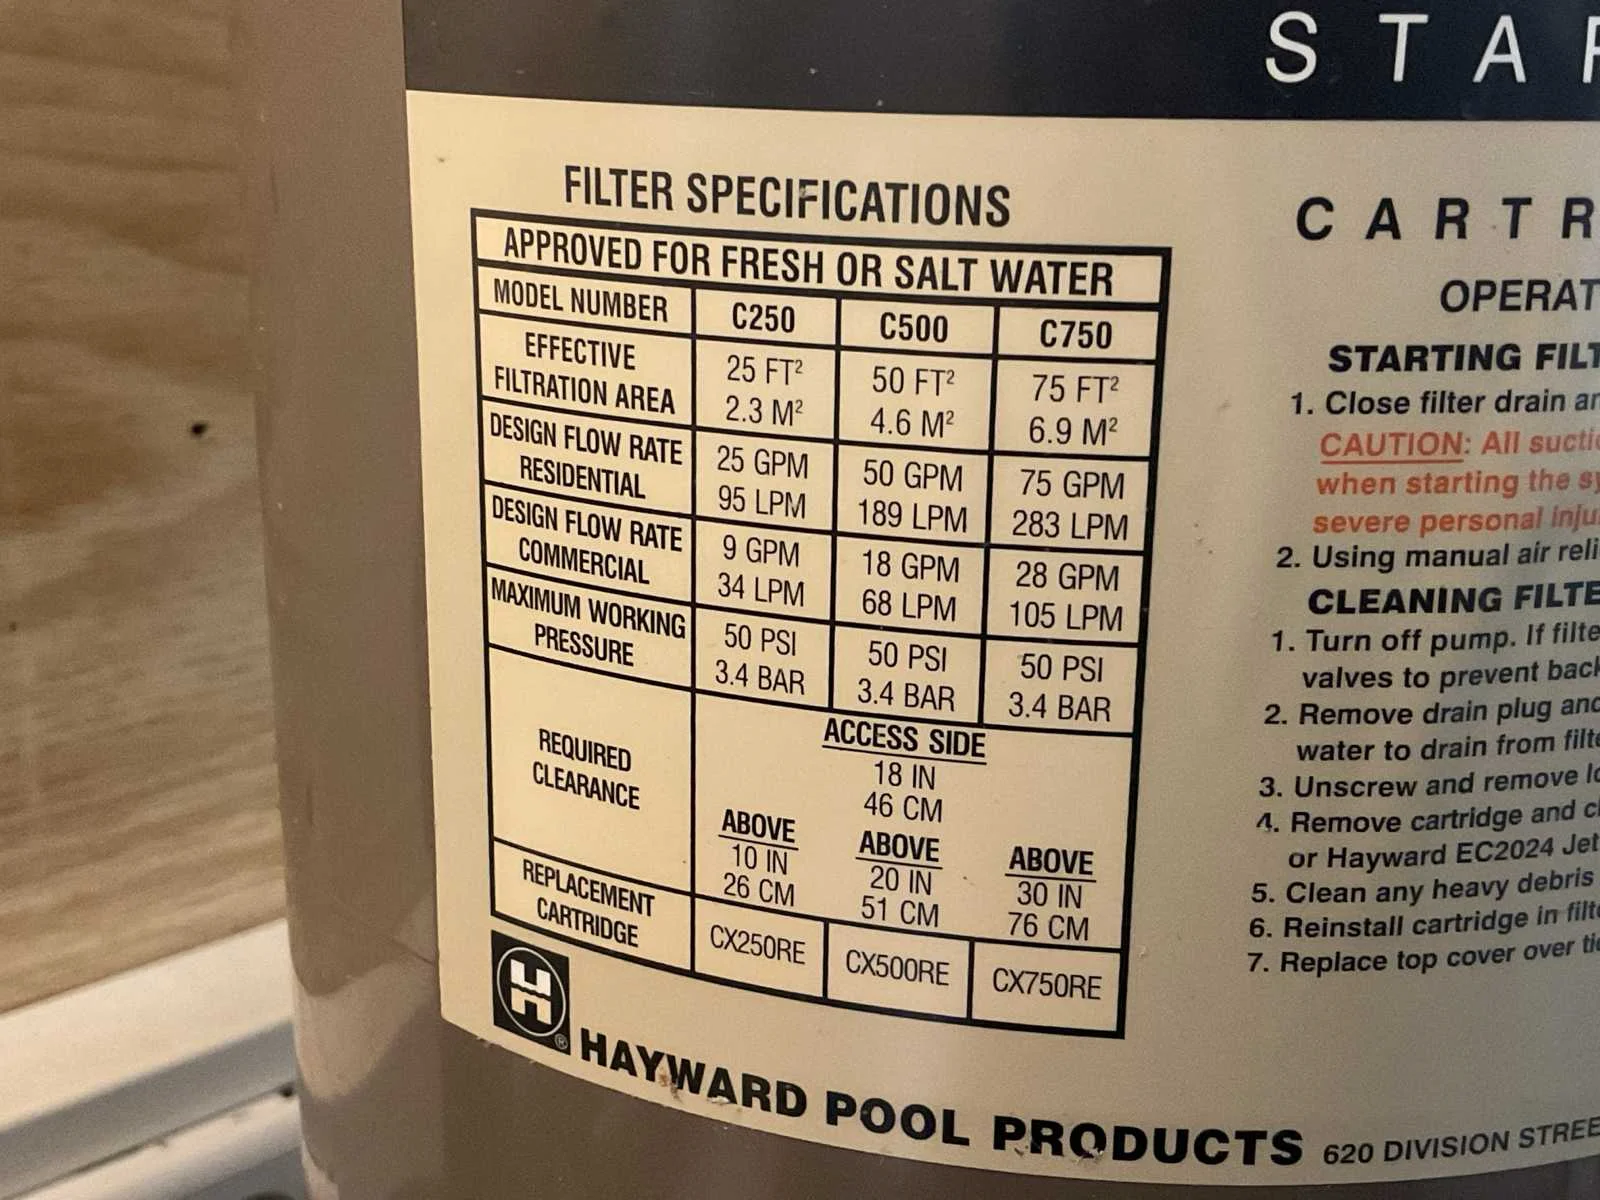 STAR
FILTER SPECIFICATIONS
APPROVED FOR FRESH OR SALT WATER
MODEL NUMBER C250 C500 C750
EFFECTIVE FILTRATION AREA
25 FT² 50 FT² 75 FT²
2.3 M² 4.6 M² 6.9 M²
DESIGN FLOW RATE RESIDENTIAL
25 GPM 50 GPM 75 GPM
95 LPM 189 LPM 283 LPM
DESIGN FLOW RATE COMMERCIAL
9 GPM 18 GPM 28 GPM
34 LPM 68 LPM 105 LPM
MAXIMUM WORKING PRESSURE
50 PSI 50 PSI 50 PSI
3.4 BAR 3.4 BAR 3.4 BAR
REQUIRED CLEARANCE
ACCESS SIDE
18 IN
46 CM
ABOVE ABOVE ABOVE
10 IN 20 IN 30 IN
26 CM 51 CM 76 CM
REPLACEMENT CARTRIDGE
CX250RE CX500RE CX750RE
H ®
HAYWARD POOL PRODUCTS 620 DIVISION STREE
CARTR
OPERAT
STARTING FILT
1. Close filter drain an
CAUTION: All suctio
when starting the sy
severe personal inju
2. Using manual air reli
CLEANING FILTE
1. Turn off pump. If filte
valves to prevent back
2. Remove drain plug and
water to drain from filte
3. Unscrew and remove lo
4. Remove cartridge and cl
or Hayward EC2024 Jet
5. Clean any heavy debris
6. Reinstall cartridge in filte
7. Replace top cover over tie